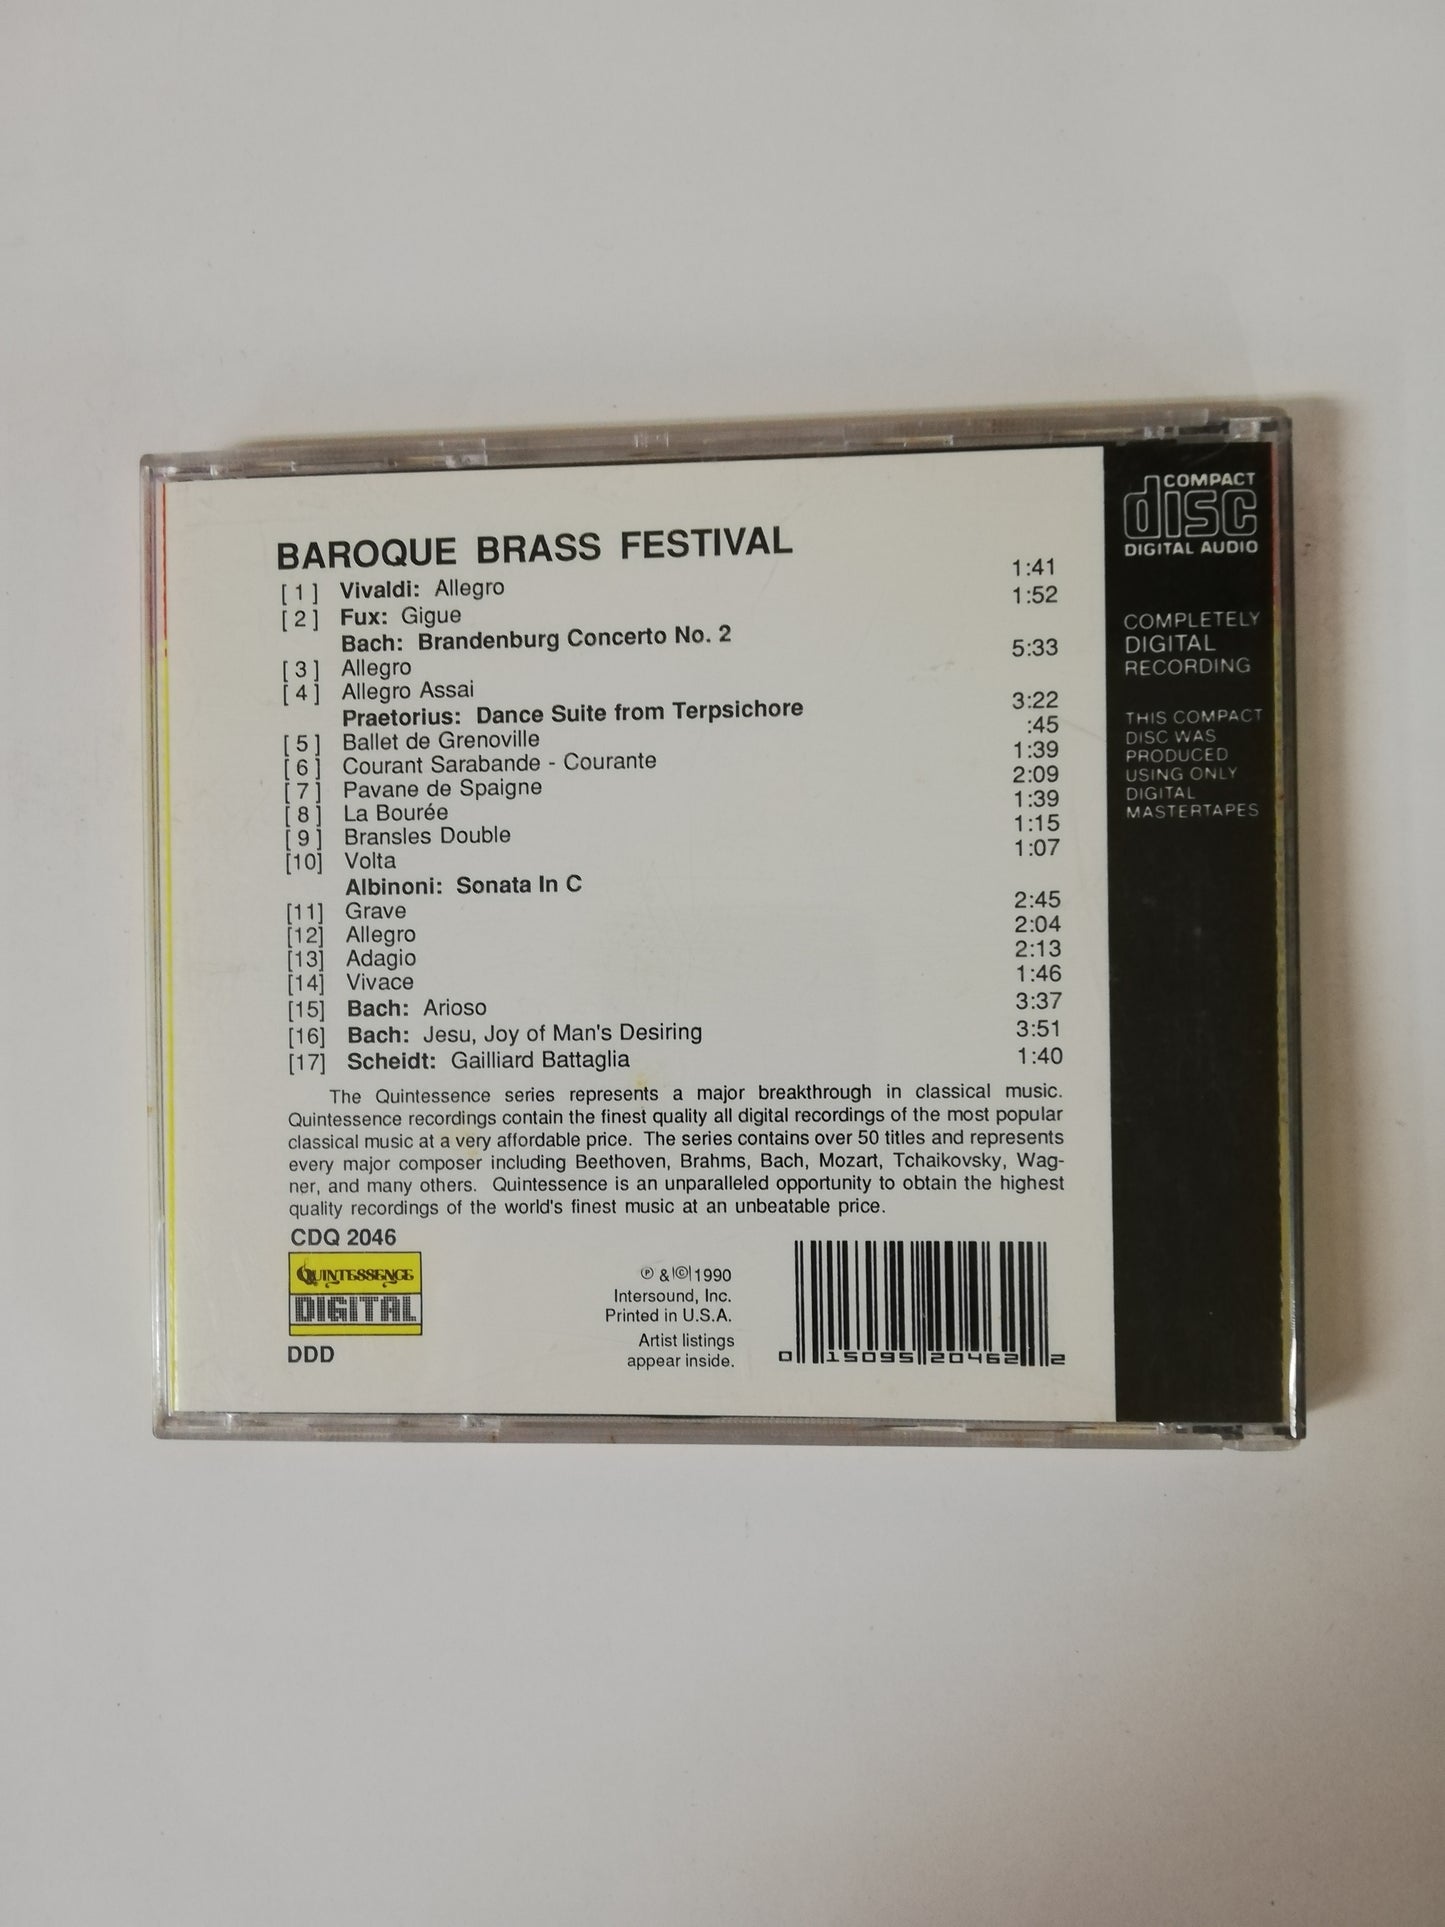 BAROQUE BRASS FESTIVAL
[ 1 ] Vivaldi: Allegro 1:41
[ 2 ] Fux: Gigue 1:52
Bach: Brandenburg Concerto No. 2
[ 3 ] Allegro 5:33
[ 4 ] Allegro Assai 3:22
Praetorius: Dance Suite from Terpsichore
[ 5 ] Ballet de Grenoville :45
[ 6 ] Courant Sarabande - Courante 1:39
[ 7 ] Pavane de Spaigne 2:09
[ 8 ] La Bourée 1:39
[ 9 ] Bransles Double 1:15
[10] Volta 1:07
Albinoni: Sonata In C
[11] Grave 2:45
[12] Allegro 2:04
[13] Adagio 2:13
[14] Vivace 1:46
[15] Bach: Arioso 3:37
[16] Bach: Jesu, Joy of Man's Desiring 3:51
[17] Scheidt: Gailliard Battaglia 1:40
The Quintessence series represents a major breakthrough in classical music.
Quintessence recordings contain the finest quality all digital recordings of the most popular
classical music at a very affordable price. The series contains over 50 titles and represents
every major composer including Beethoven, Brahms, Bach, Mozart, Tchaikovsky, Wag-
ner, and many others. Quintessence is an unparalleled opportunity to obtain the highest
quality recordings of the world's finest music at an unbeatable price.
CDQ 2046
QUINTESSENCE
DIGITAL
DDD
℗ & © 1990
Intersound, Inc.
Printed in U.S.A.
Artist listings
appear inside.
0 15095 20462 2
COMPACT
disc
DIGITAL AUDIO
COMPLETELY
DIGITAL
RECORDING
THIS COMPACT
DISC WAS
PRODUCED
USING ONLY
DIGITAL
MASTERTAPES